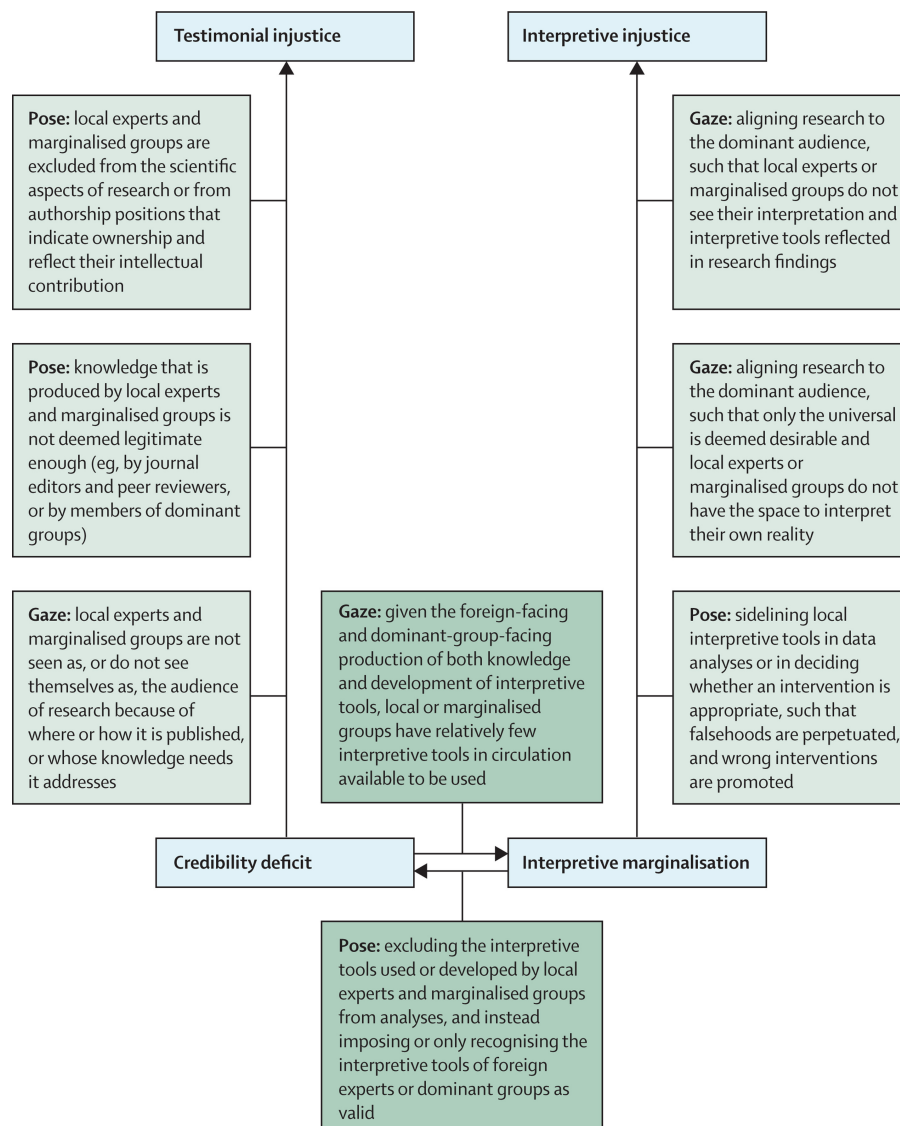 Testimonial injustice
Interpretive injustice
Pose: local experts and
marginalised groups are
excluded from the scientific
aspects of research or from
authorship positions that
indicate ownership and
reflect their intellectual
contribution
Gaze: aligning research to
the dominant audience,
such that local experts or
marginalised groups do not
see their interpretation and
interpretive tools reflected
in research findings
Pose: knowledge that is
produced by local experts
and marginalised groups is
not deemed legitimate
enough (eg, by journal
editors and peer reviewers,
or by members of dominant
groups)
Gaze: aligning research to
the dominant audience,
such that only the universal
is deemed desirable and
local experts or
marginalised groups do not
have the space to interpret
their own reality
Gaze: local experts and
marginalised groups are not
seen as, or do not see
themselves as, the audience
of research because of
where or how it is published,
or whose knowledge needs
it addresses
Gaze: given the foreign-facing
and dominant-group-facing
production of both knowledge
and development of interpretive
tools, local or marginalised
groups have relatively few
interpretive tools in circulation
available to be used
Pose: sidelining local
interpretive tools in data
analyses or in deciding
whether an intervention is
appropriate, such that
falsehoods are perpetuated,
and wrong interventions
are promoted
Credibility deficit
Interpretive marginalisation
Pose: excluding the interpretive
tools used or developed by local
experts and marginalised groups
from analyses, and instead
imposing or only recognising the
interpretive tools of foreign
experts or dominant groups as
valid